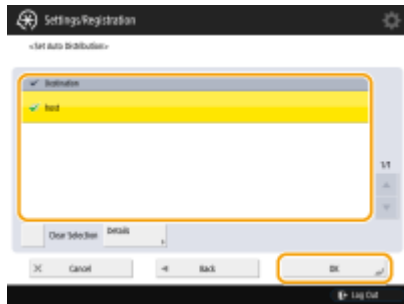 Settings/Registration
<Set Auto Distribution>
Destination
host
1/1
Clear Selection
Details
Cancel
Back
OK
Log Out